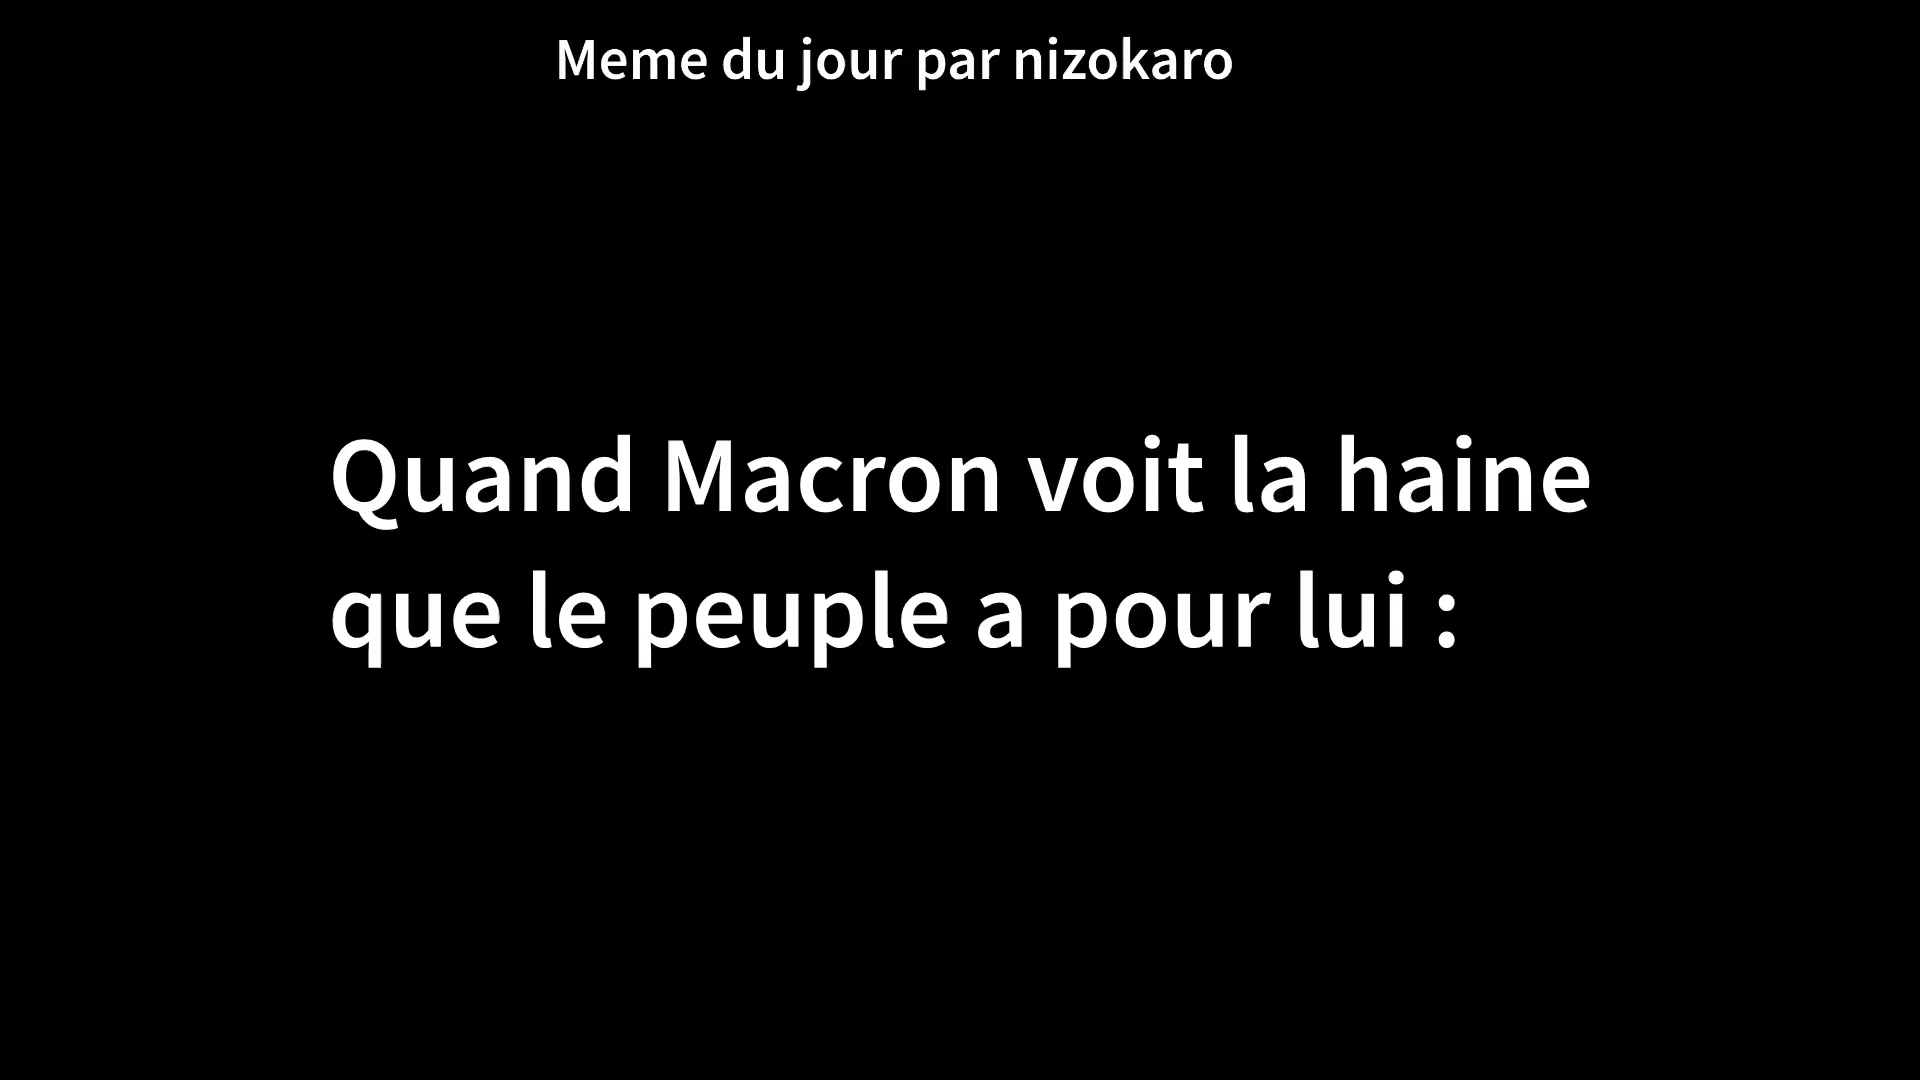 Meme du jour par nizokaro
Quand Macron voit la haine
que le peuple a pour lui :